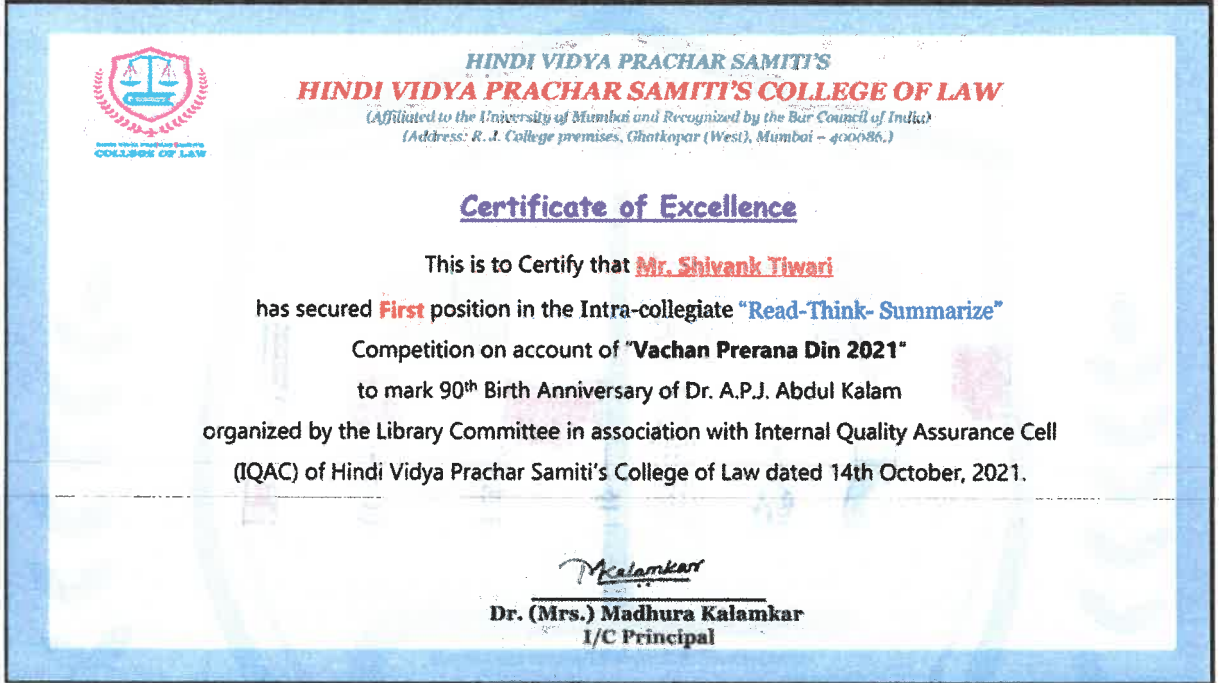 HINDI VIDYA PRACHAR SAMITI'S
HINDI VIDYA PRACHAR SAMITI'S COLLEGE OF LAW
(Affiliated to the University of Mumbai and Recognized by the Bar Council of India)
(Address: R.J. College premises, Ghatkopar (West), Mumbai – 400086.)
HINDI VIDYA PRACHAR SAMITI'S
COLLEGE OF LAW
Certificate of Excellence
This is to Certify that Mr. Shivank Tiwari
has secured First position in the Intra-collegiate “Read-Think- Summarize”
Competition on account of "Vachan Prerana Din 2021"
to mark 90th Birth Anniversary of Dr. A.P.J. Abdul Kalam
organized by the Library Committee in association with Internal Quality Assurance Cell
(IQAC) of Hindi Vidya Prachar Samiti’s College of Law dated 14th October, 2021.
MKalamkar
Dr. (Mrs.) Madhura Kalamkar
I/C Principal